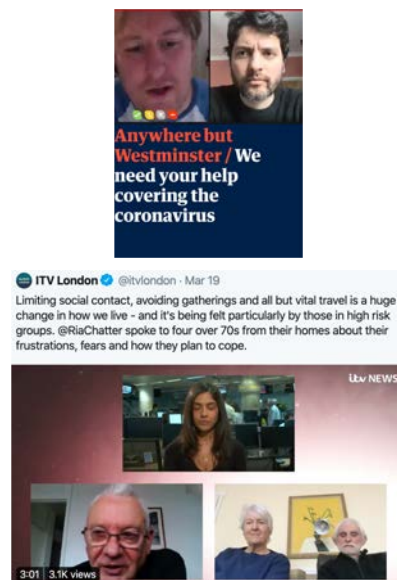 Anywhere but
Westminster / We
need your help
covering the
coronavirus
ITV London @itvlondon · Mar 19
Limiting social contact, avoiding gatherings and all but vital travel is a huge
change in how we live - and it's being felt particularly by those in high risk
groups. @RiaChatter spoke to four over 70s from their homes about their
frustrations, fears and how they plan to cope.
itv NEWS
3:01 3.1K views